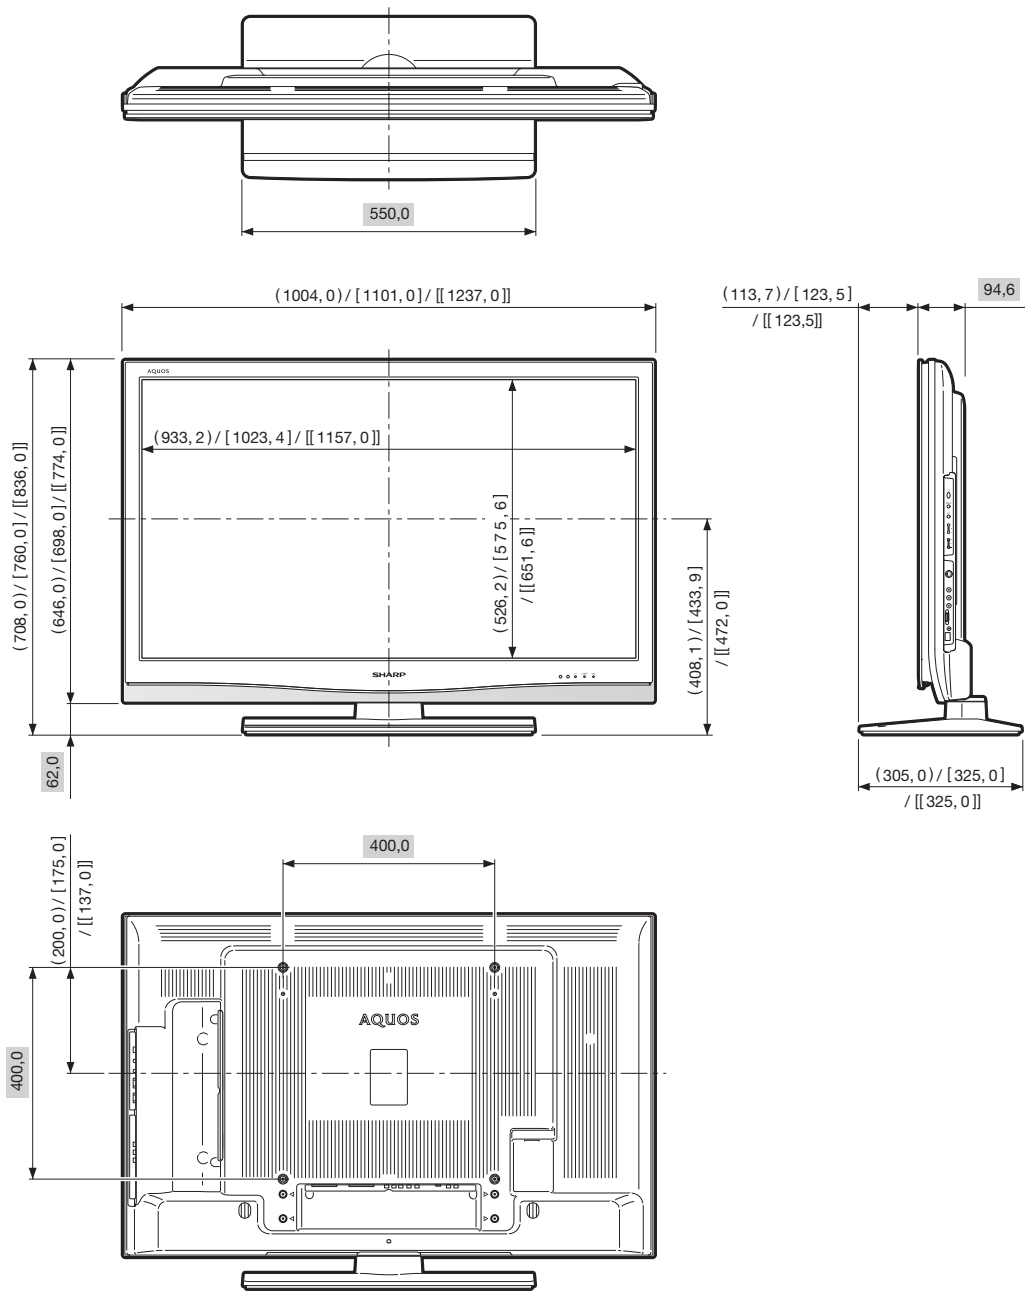 550,0
(1004, 0) / [1101, 0] / [[1237, 0]]
(113, 7) / [123, 5]
/ [[123,5]]
94,6
AQUOS
(933, 2) / [1023, 4] / [[1157, 0]]
(708, 0) / [760, 0] / [[836, 0]]
(646, 0) / [698, 0] / [[774, 0]]
(526, 2) / [575, 6]
/ [[651, 6]]
(408, 1) / [433, 9]
/ [[472, 0]]
SHARP
62,0
(305, 0) / [325, 0]
/ [[325, 0]]
(200, 0) / [175, 0]
/ [[137, 0]]
400,0
400,0
AQUOS